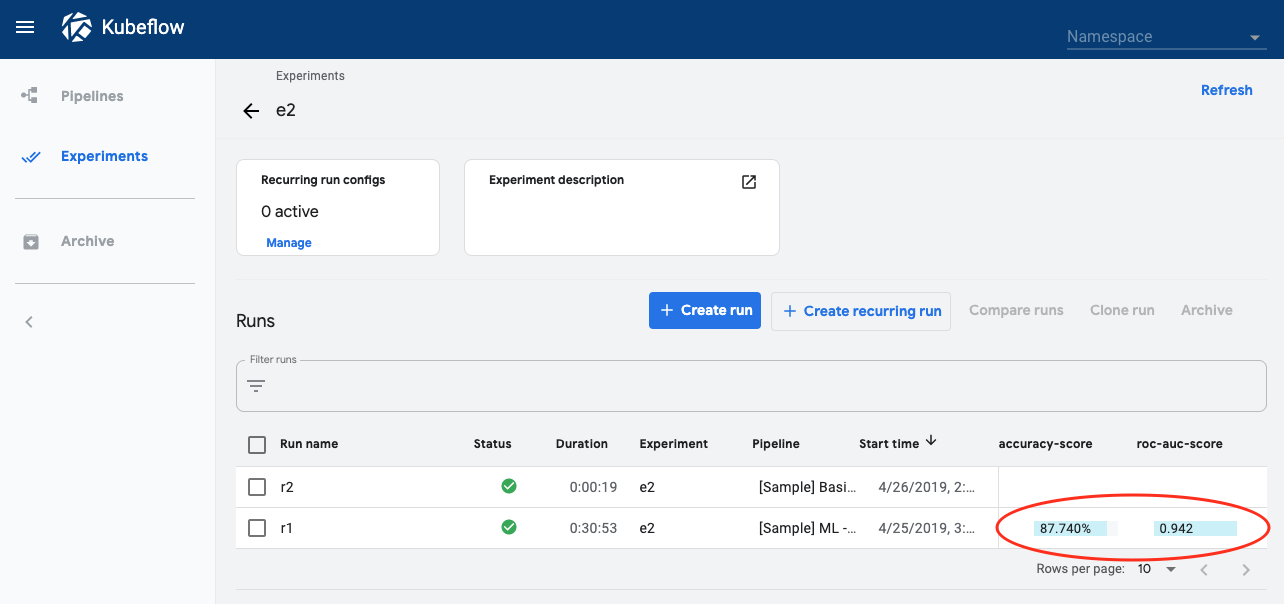 Kubeflow
Namespace
Pipelines
Experiments
Archive
Experiments
e2
Refresh
Recurring run configs
0 active
Manage
Experiment description
Runs
Create run
Create recurring run
Compare runs
Clone run
Archive
Filter runs
Run name Status Duration Experiment Pipeline Start time accuracy-score roc-auc-score
r2 0:00:19 e2 [Sample] Basi... 4/26/2019, 2:...
r1 0:30:53 e2 [Sample] ML -... 4/25/2019, 3:... 87.740% 0.942
Rows per page: 10